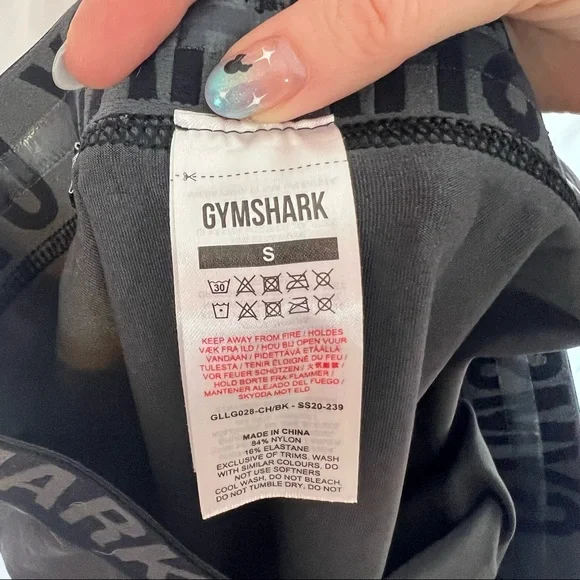 GYMSHARK
S
30
KEEP AWAY FROM FIRE / HOLDES
VÆK FRA ILD / HOU BIJ OPEN VUUR
VANDAAN / PIDETTÄVÄ ETÄÄLLÄ
TULESTA / TENIR ÉLOIGNÉ DU FEU /
VOR FEUER SCHÜTZEN /
HOLD BORTE FRA FLAMMER /
MANTENER ALEJADO DEL FUEGO /
SKYDDA MOT ELD
GLLG028-CH/BK - SS20-239
MADE IN CHINA
84% NYLON
16% ELASTANE
EXCLUSIVE OF TRIMS. WASH
WITH SIMILAR COLOURS. DO
NOT USE SOFTNERS
COOL WASH, DO NOT BLEACH,
DO NOT TUMBLE DRY. DO NOT
ARK